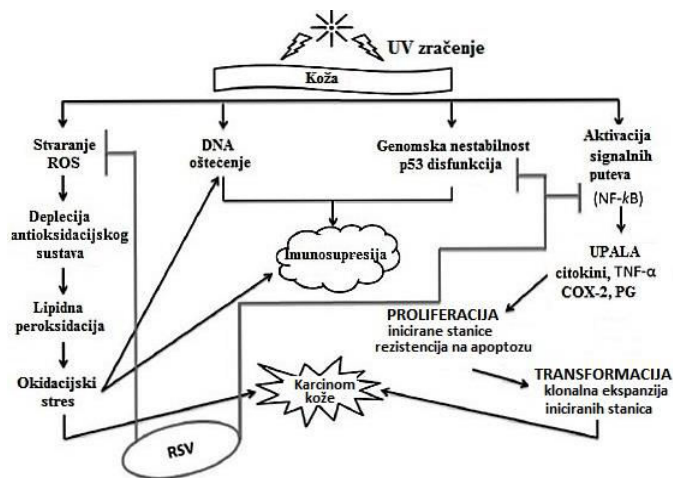 UV zračenje
Koža
Stvaranje
ROS
DNA
oštećenje
Genomska nestabilnost
p53 disfunkcija
Aktivacija
signalnih
puteva
(NF-kB)
Deplecija
antioksidacijskog
sustava
Imunosupresija
UPALA
citokini, TNF-α
COX-2, PG
Lipidna
peroksidacija
PROLIFERACIJA
inicirane stanice
rezistencija na apoptozu
Okidacijski
stres
Karcinom
kože
TRANSFORMACIJA
klonalna ekspanzija
iniciranih stanica
RSV